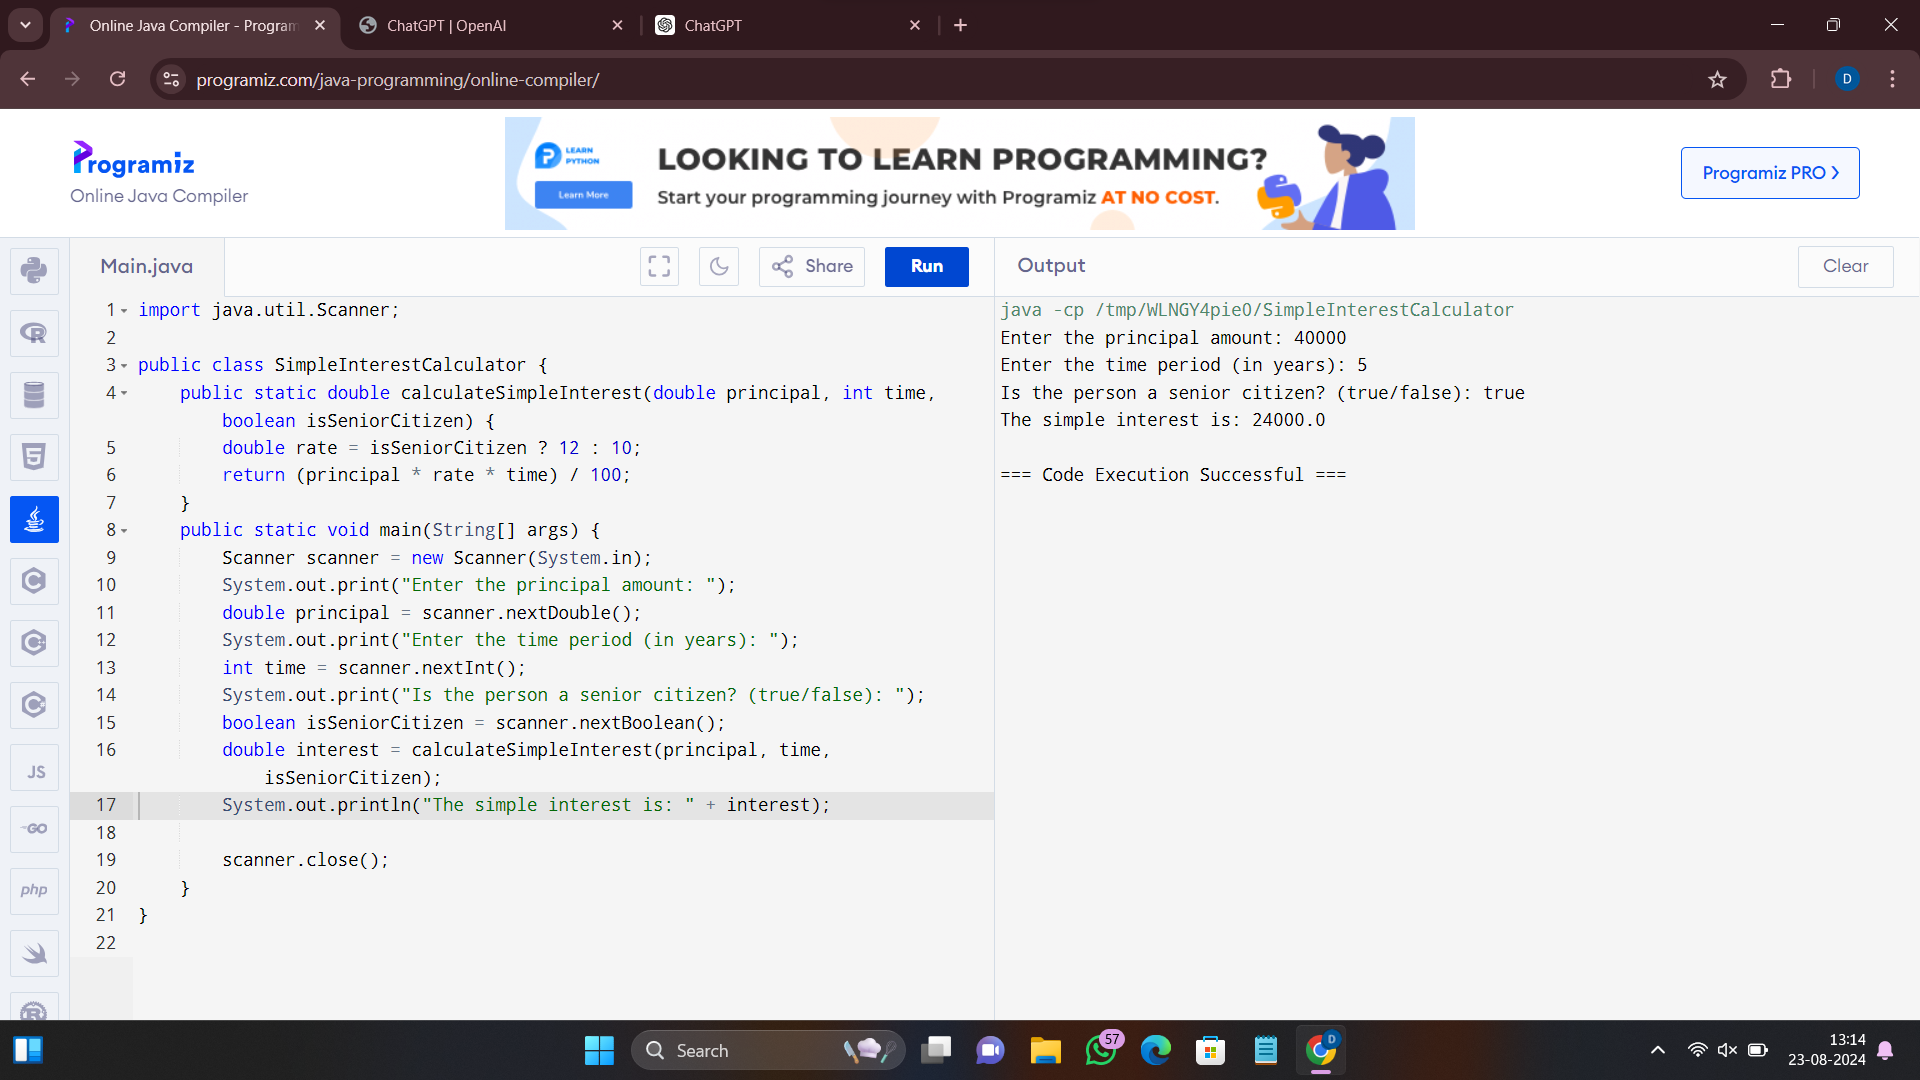 Online Java Compiler - Program
ChatGPT | OpenAI
ChatGPT
programiz.com/java-programming/online-compiler/
D
Programiz
Online Java Compiler
LEARN
PYTHON
Learn More
LOOKING TO LEARN PROGRAMMING?
Start your programming journey with Programiz AT NO COST.
Programiz PRO
Main.java
Share
Run
Output
Clear
1 import java.util.Scanner;
2
3 public class SimpleInterestCalculator {
4 public static double calculateSimpleInterest(double principal, int time,
boolean isSeniorCitizen) {
5 double rate = isSeniorCitizen ? 12 : 10;
6 return (principal * rate * time) / 100;
7 }
8 public static void main(String[] args) {
9 Scanner scanner = new Scanner(System.in);
10 System.out.print("Enter the principal amount: ");
11 double principal = scanner.nextDouble();
12 System.out.print("Enter the time period (in years): ");
13 int time = scanner.nextInt();
14 System.out.print("Is the person a senior citizen? (true/false): ");
15 boolean isSeniorCitizen = scanner.nextBoolean();
16 double interest = calculateSimpleInterest(principal, time,
isSeniorCitizen);
17 System.out.println("The simple interest is: " + interest);
18
19 scanner.close();
20 }
21 }
22
java -cp /tmp/WLNGY4pie0/SimpleInterestCalculator
Enter the principal amount: 40000
Enter the time period (in years): 5
Is the person a senior citizen? (true/false): true
The simple interest is: 24000.0
=== Code Execution Successful ===
R
5
C
C
C
JS
GO
php
R
Search
57
D
13:14
23-08-2024